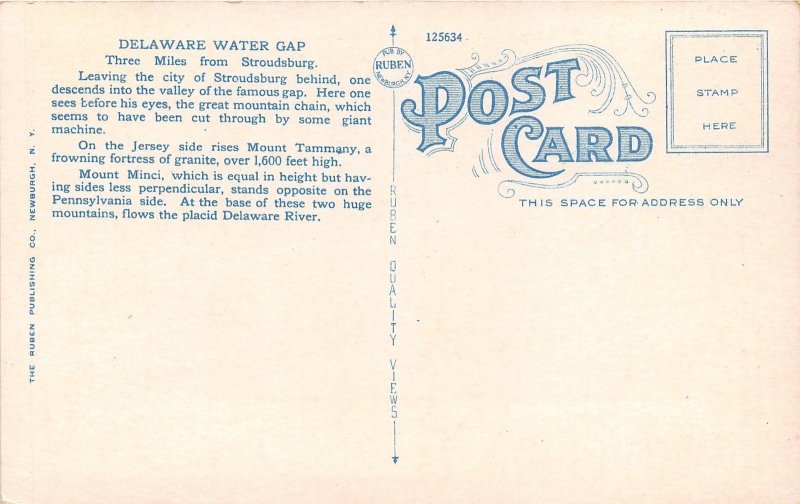 DELAWARE WATER GAP
Three Miles from Stroudsburg.
Leaving the city of Stroudsburg behind, one
descends into the valley of the famous gap. Here one
sees before his eyes, the great mountain chain, which
seems to have been cut through by some giant
machine.
On the Jersey side rises Mount Tammany, a
frowning fortress of granite, over 1,600 feet high.
Mount Minci, which is equal in height but hav-
ing sides less perpendicular, stands opposite on the
Pennsylvania side. At the base of these two huge
mountains, flows the placid Delaware River.
THE RUBEN PUBLISHING CO., NEWBURGH, N. Y.
PUB. BY
RUBEN
NEWBURGH, N.Y.
RUBEN QUALITY VIEWS
125634
POST
CARD
THIS SPACE FOR ADDRESS ONLY
PLACE
STAMP
HERE